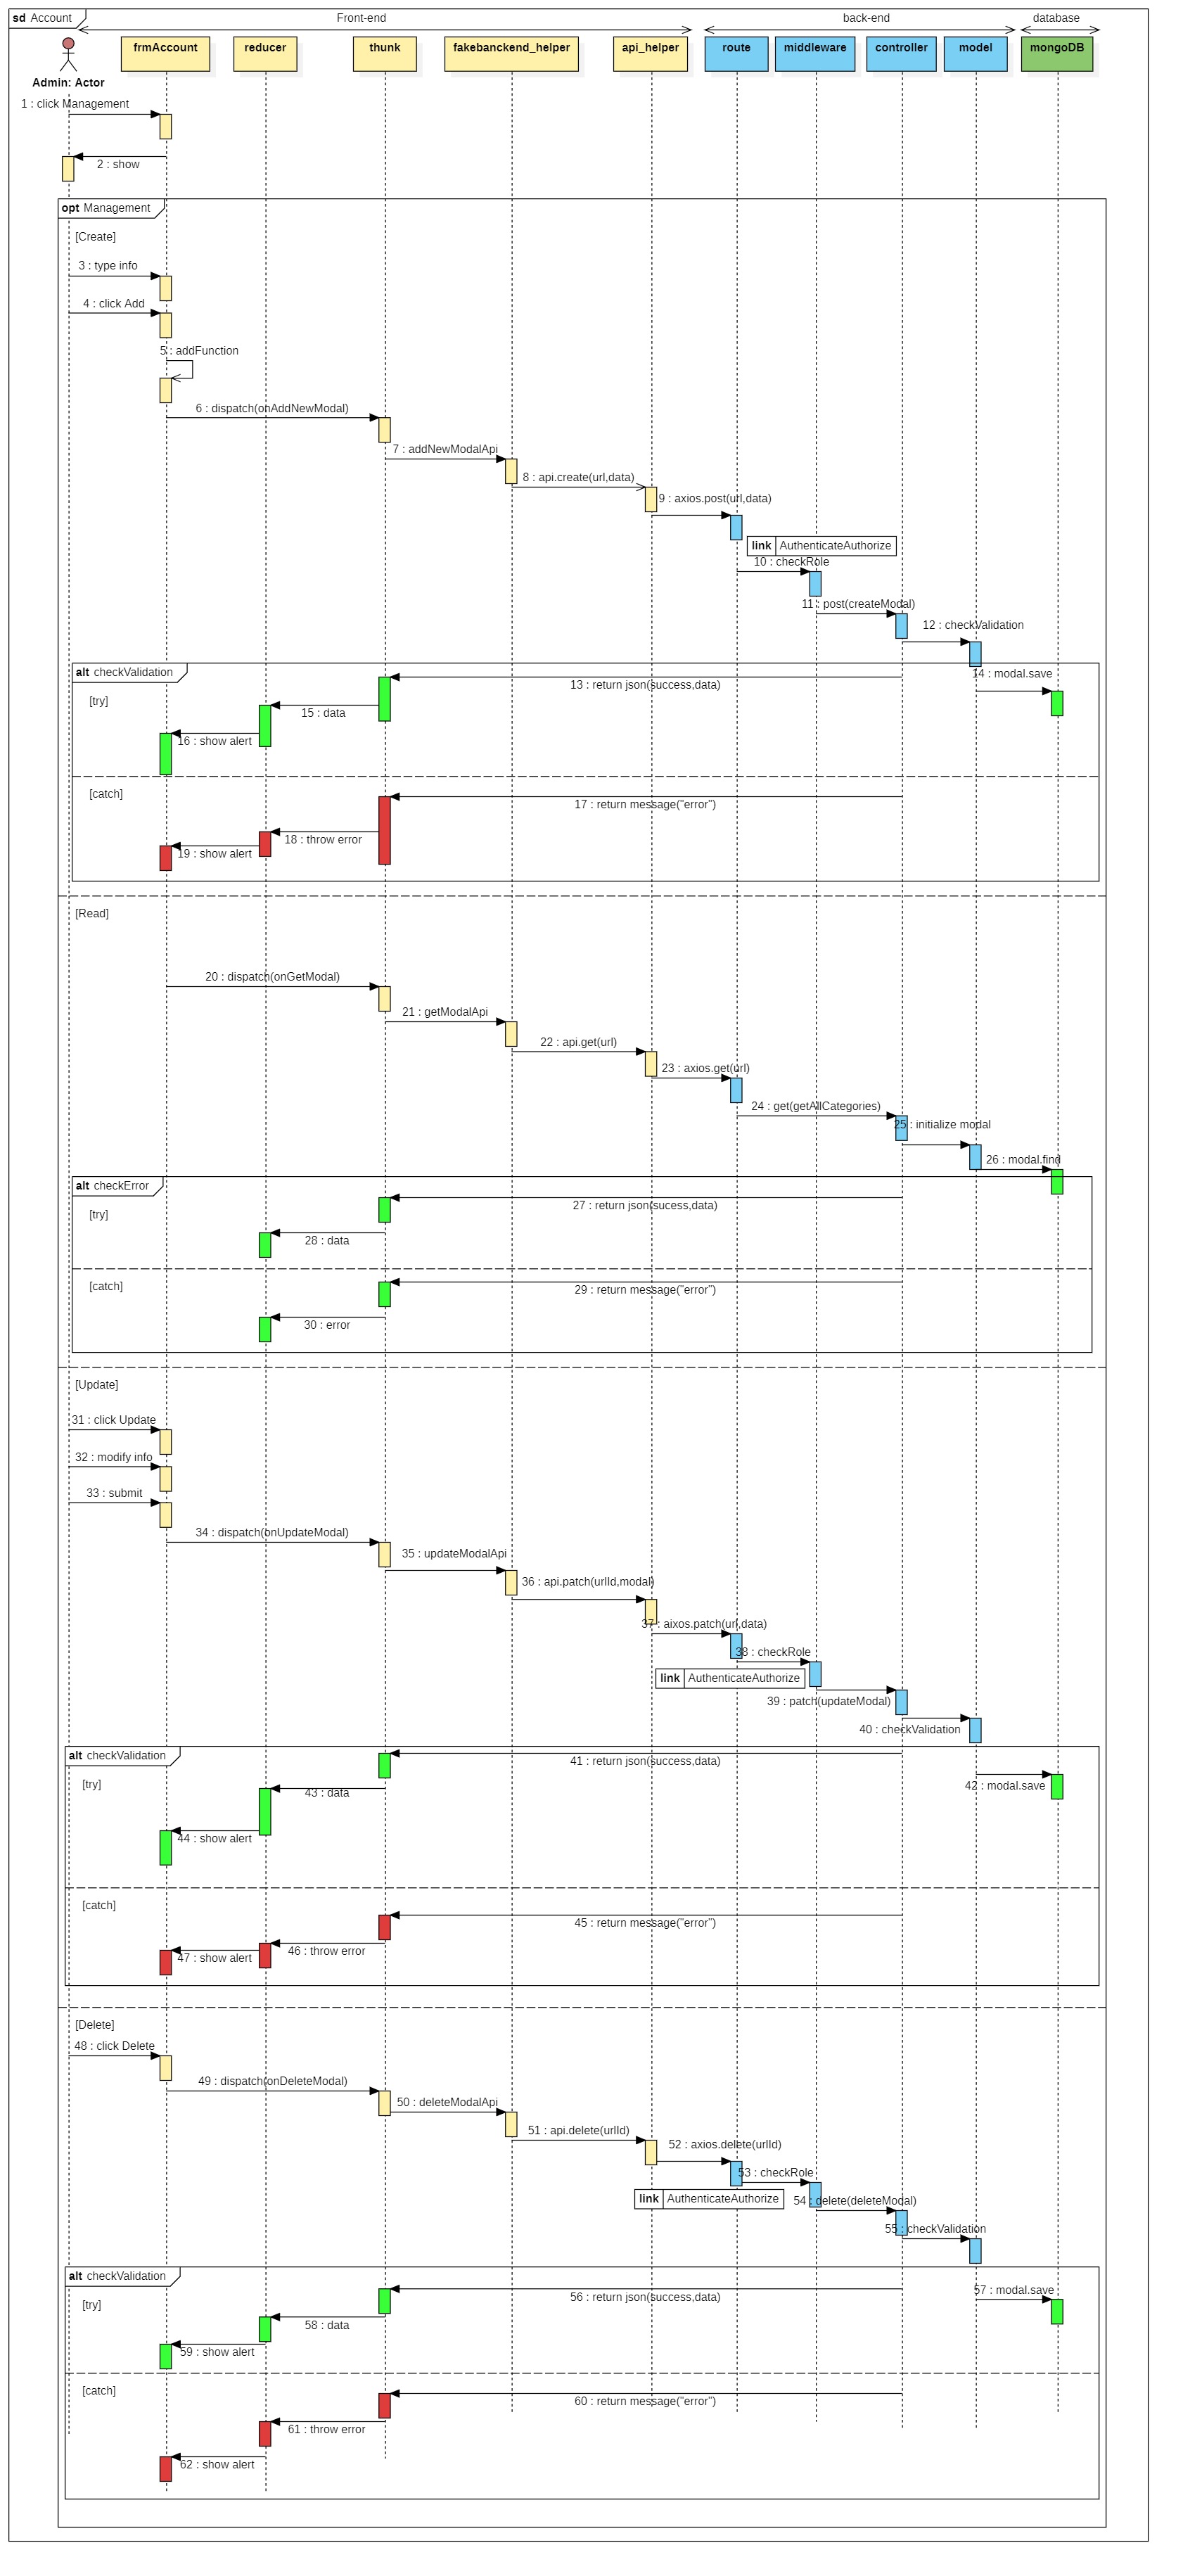 sd Account
Front-end
back-end
database
frmAccount
reducer
thunk
fakebanckend_helper
api_helper
route
middleware
controller
model
mongoDB
Admin: Actor
1 : click Management
2 : show
opt Management
[Create]
3 : type info
4 : click Add
5 : addFunction
6 : dispatch(onAddNewModal)
7 : addNewModalApi
8 : api.create(url,data)
9 : axios.post(url,data)
link AuthenticateAuthorize
10 : checkRole
11 : post(createModal)
12 : checkValidation
alt checkValidation
14 : modal.save
13 : return json(success,data)
[try]
15 : data
16 : show alert
[catch]
17 : return message("error")
18 : throw error
19 : show alert
[Read]
20 : dispatch(onGetModal)
21 : getModalApi
22 : api.get(url)
23 : axios.get(url)
24 : get(getAllCategories)
25 : initialize modal
26 : modal.find
alt checkError
27 : return json(sucess,data)
[try]
28 : data
[catch]
29 : return message("error")
30 : error
[Update]
31 : click Update
32 : modify info
33 : submit
34 : dispatch(onUpdateModal)
35 : updateModalApi
36 : api.patch(urlId,modal)
37 : aixos.patch(url,data)
38 : checkRole
link AuthenticateAuthorize
39 : patch(updateModal)
40 : checkValidation
alt checkValidation
41 : return json(success,data)
[try]
42 : modal.save
43 : data
44 : show alert
[catch]
45 : return message("error")
46 : throw error
47 : show alert
[Delete]
48 : click Delete
49 : dispatch(onDeleteModal)
50 : deleteModalApi
51 : api.delete(urlId)
52 : axios.delete(urlId)
53 : checkRole
link AuthenticateAuthorize
54 : delete(deleteModal)
55 : checkValidation
alt checkValidation
57 : modal.save
56 : return json(success,data)
[try]
58 : data
59 : show alert
[catch]
60 : return message("error")
61 : throw error
62 : show alert